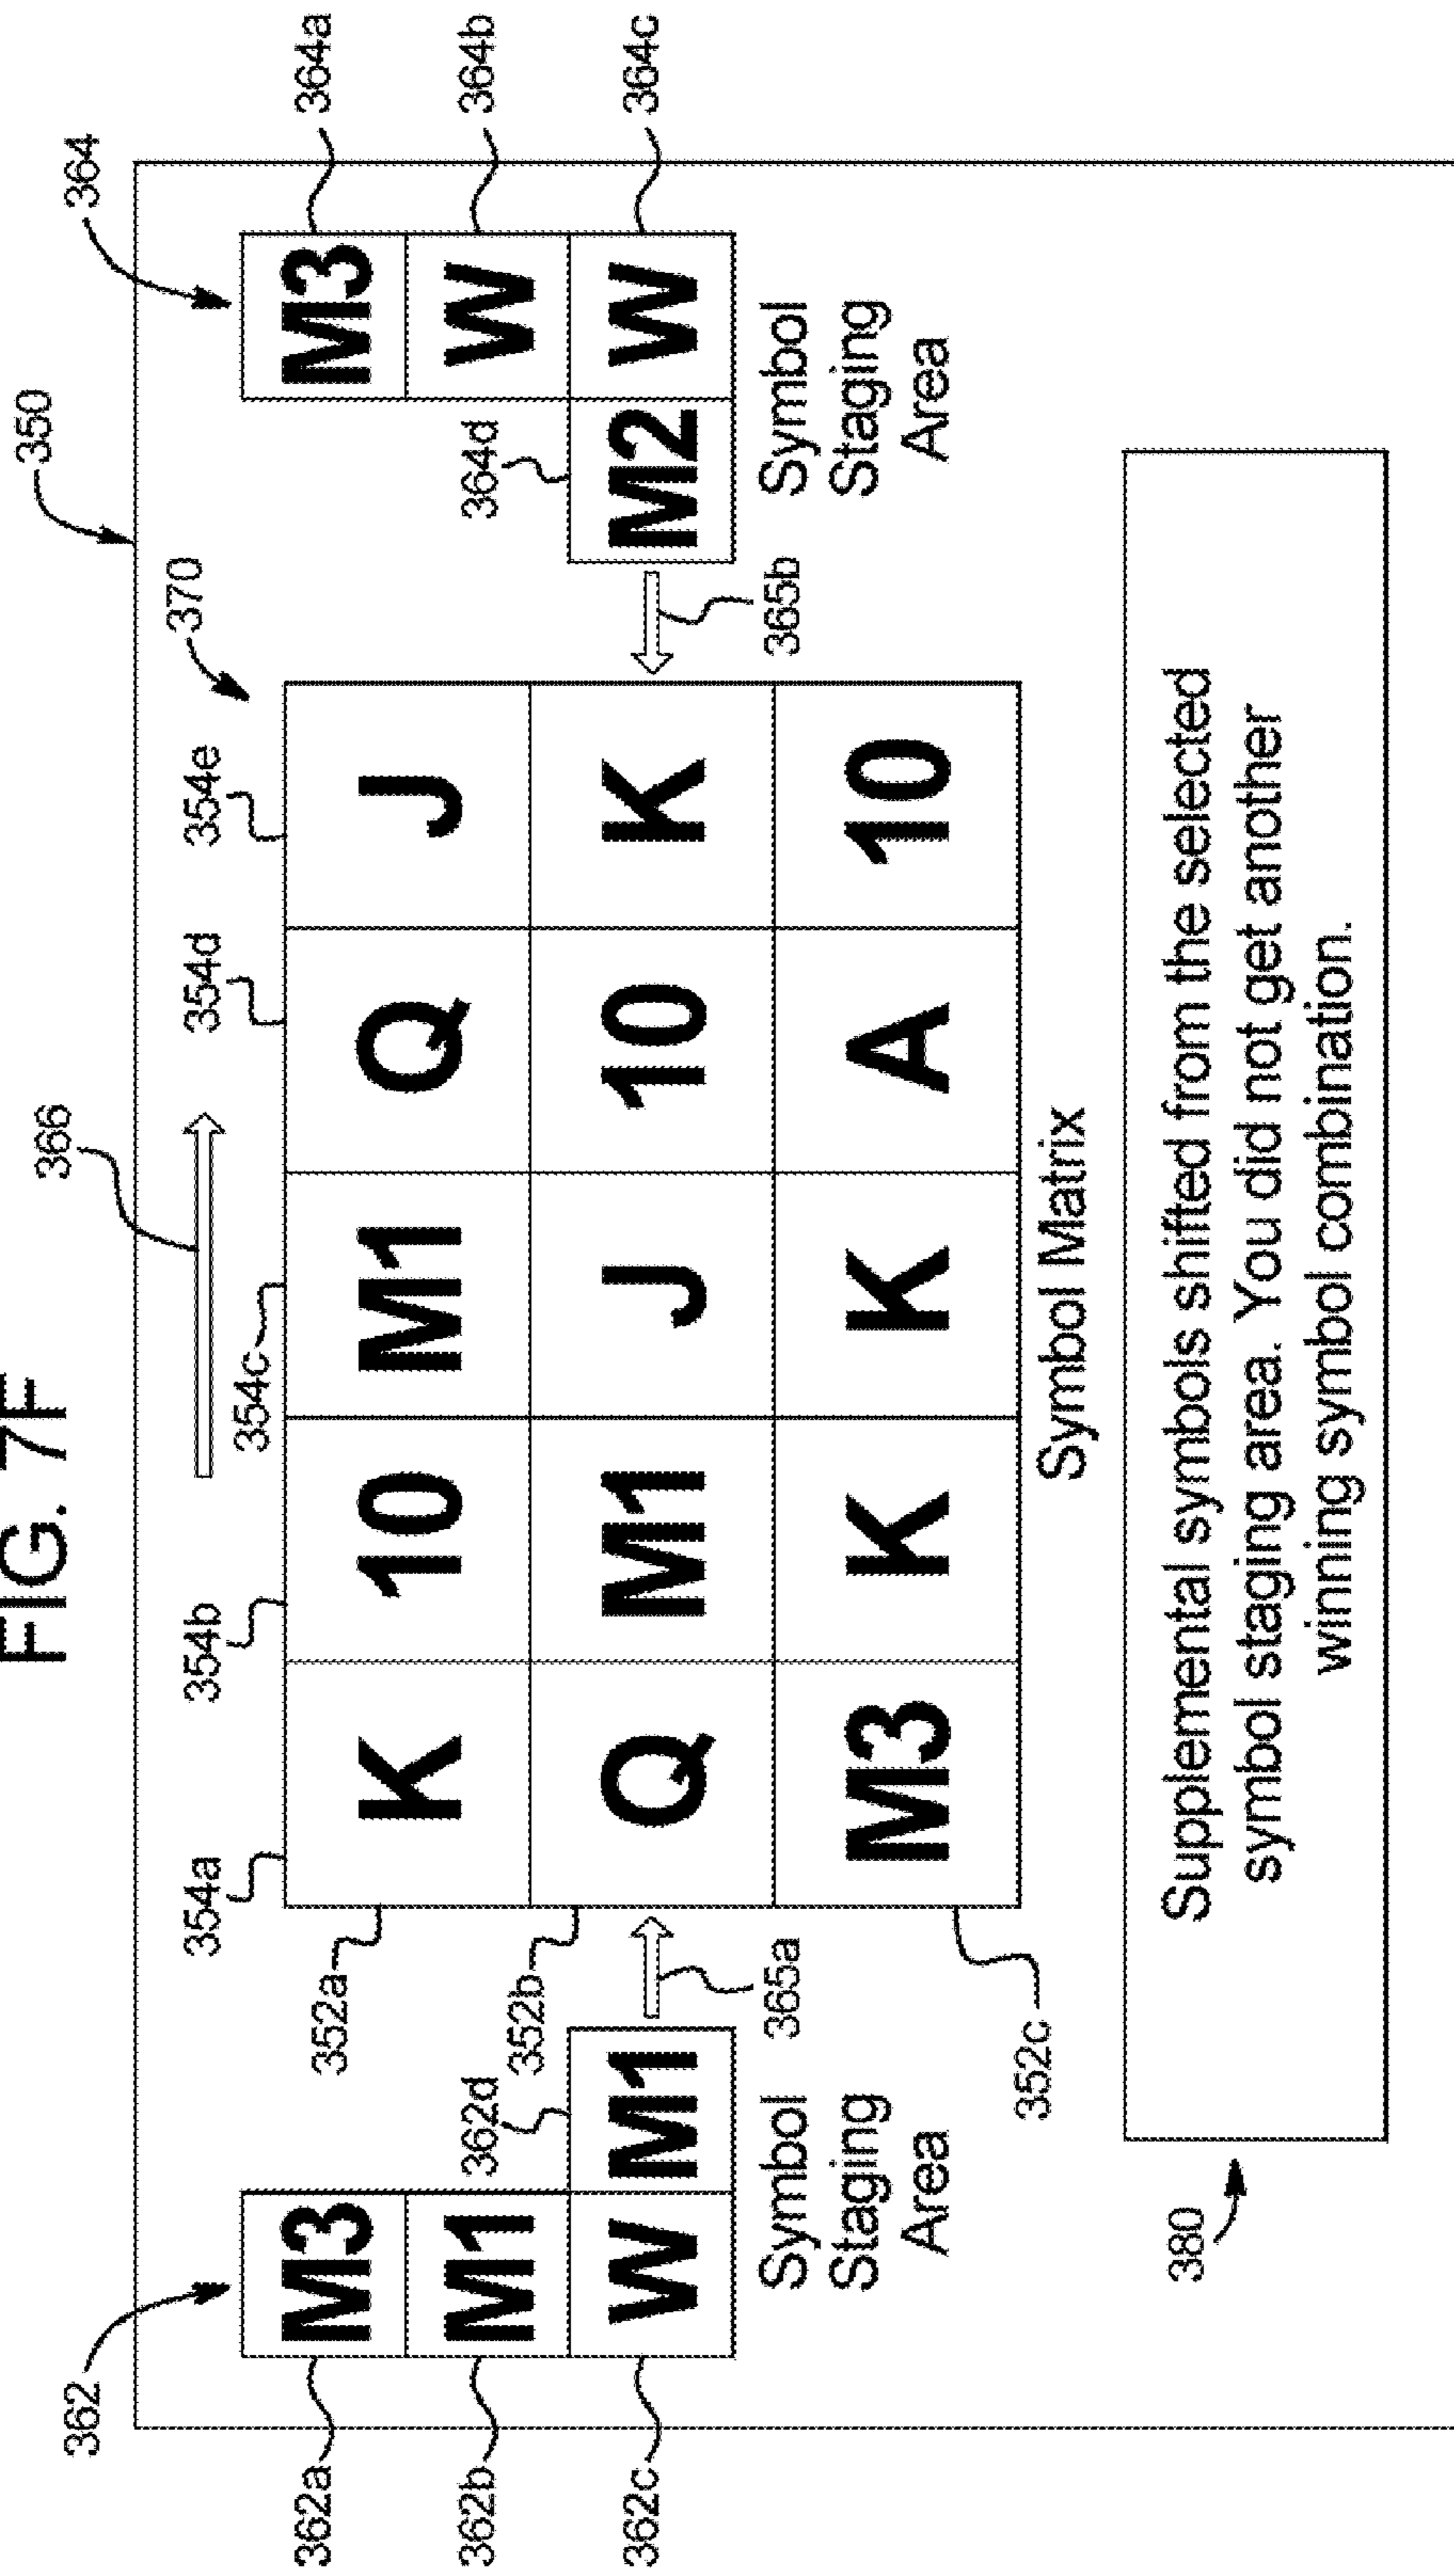 FIG. 7F
350
366
370
362
364
354a
354b
354c
354d
354e
362a
M3
352a
K
10
M1
Q
J
M3
364a
362b
M1
362d
364d
W
364b
362c
W
M1
352b
Q
M1
J
10
K
M2
W
364c
365a
365b
352c
M3
K
K
A
10
Symbol
Staging
Area
Symbol Matrix
Symbol
Staging
Area
380
Supplemental symbols shifted from the selected
symbol staging area. You did not get another
winning symbol combination.